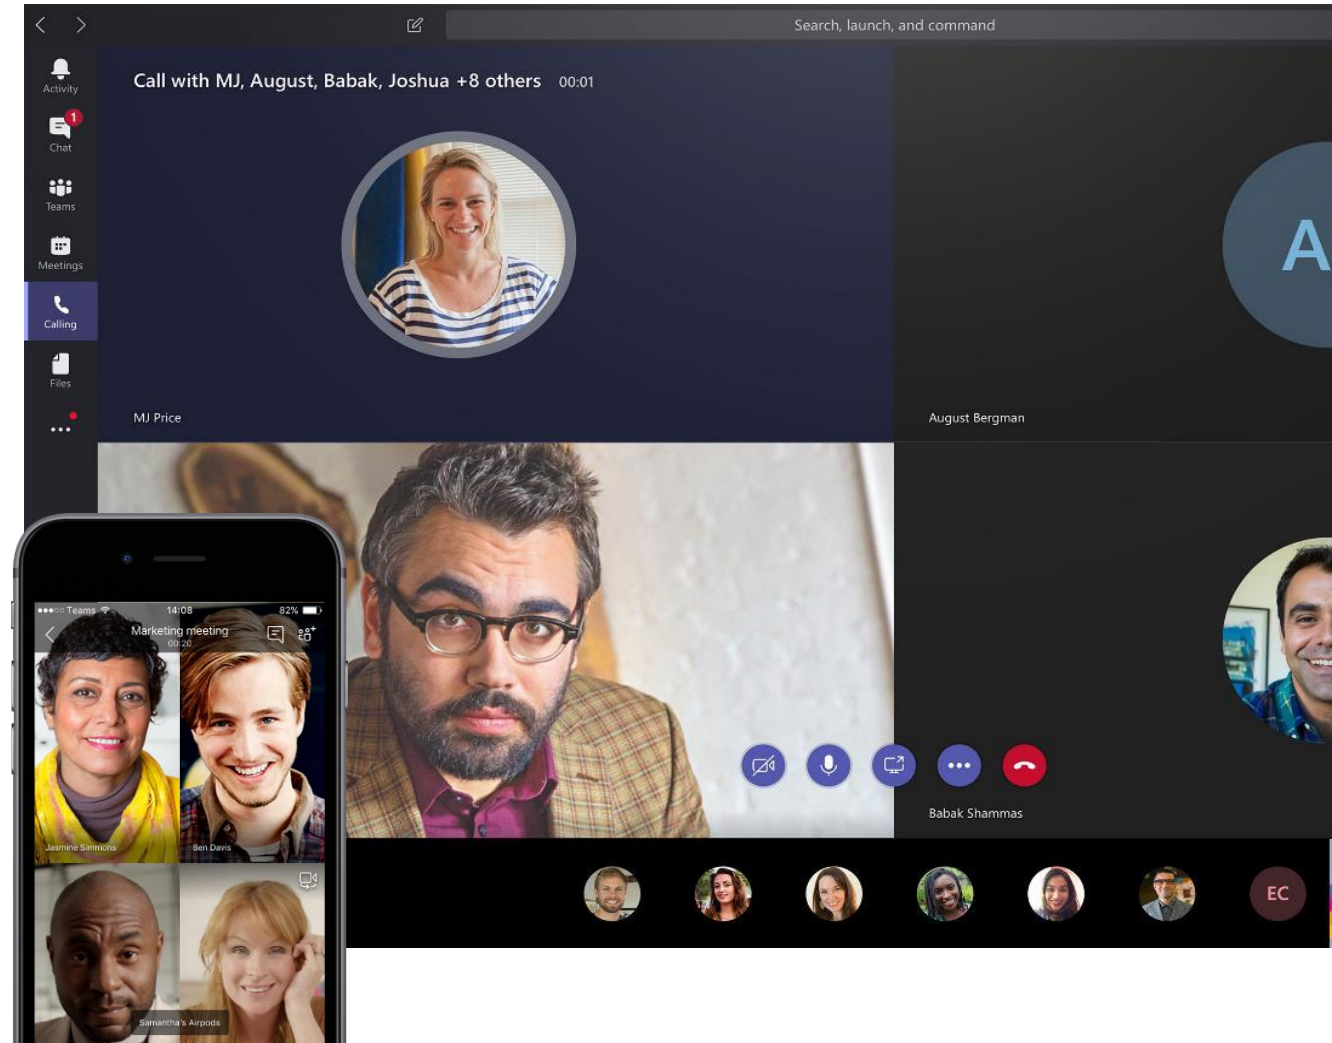 Search, launch, and command
Activity
Call with MJ, August, Babak, Joshua +8 others 00:01
1
Chat
Teams
Meetings
A
Calling
Files
MJ Price
August Bergman
Teams 14:08 82%
Marketing meeting
00:20
Jasmine Simmons
Ben Davis
Babak Shammas
EC
Samantha's Airpods